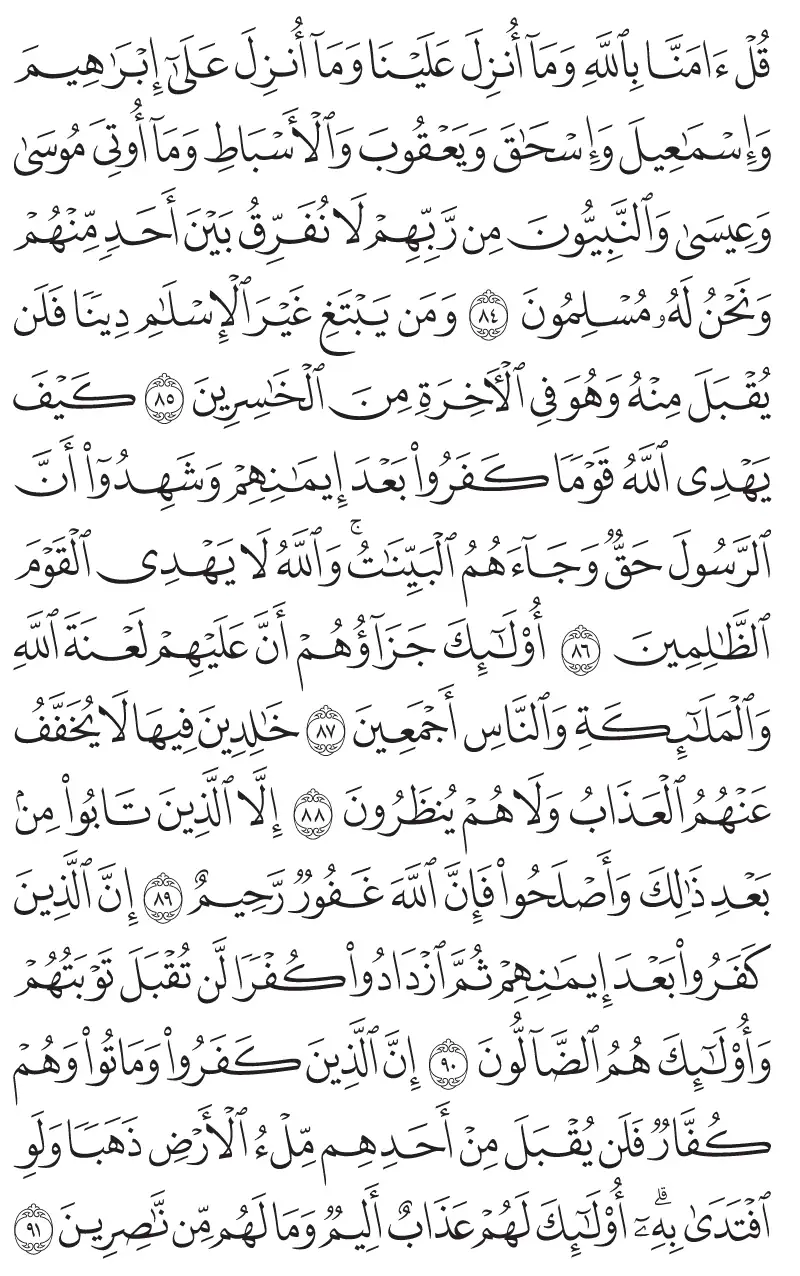 قُلْ ءَامَنَّا بِٱللَّهِ وَمَآ أُنزِلَ عَلَيْنَا وَمَآ أُنزِلَ عَلَىٰٓ إِبْرَٰهِيمَ
وَإِسْمَـٰعِيلَ وَإِسْحَـٰقَ وَيَعْقُوبَ وَٱلْأَسْبَاطِ وَمَآ أُوتِىَ مُوسَىٰ
وَعِيسَىٰ وَٱلنَّبِيُّونَ مِن رَّبِّهِمْ لَا نُفَرِّقُ بَيْنَ أَحَدٍ مِّنْهُمْ
وَنَحْنُ لَهُۥ مُسْلِمُونَ ٨٤ وَمَن يَبْتَغِ غَيْرَ ٱلْإِسْلَـٰمِ دِينًا فَلَن
يُقْبَلَ مِنْهُ وَهُوَ فِى ٱلْـَٔاخِرَةِ مِنَ ٱلْخَـٰسِرِينَ ٨٥ كَيْفَ
يَهْدِى ٱللَّهُ قَوْمًا كَفَرُوا۟ بَعْدَ إِيمَـٰنِهِمْ وَشَهِدُوٓا۟ أَنَّ
ٱلرَّسُولَ حَقٌّ وَجَآءَهُمُ ٱلْبَيِّنَـٰتُ ۚ وَٱللَّهُ لَا يَهْدِى ٱلْقَوْمَ
ٱلظَّـٰلِمِينَ ٨٦ أُو۟لَـٰٓئِكَ جَزَآؤُهُمْ أَنَّ عَلَيْهِمْ لَعْنَةَ ٱللَّهِ
وَٱلْمَلَـٰٓئِكَةِ وَٱلنَّاسِ أَجْمَعِينَ ٨٧ خَـٰلِدِينَ فِيهَا لَا يُخَفَّفُ
عَنْهُمُ ٱلْعَذَابُ وَلَا هُمْ يُنظَرُونَ ٨٨ إِلَّا ٱلَّذِينَ تَابُوا۟ مِنۢ
بَعْدِ ذَٰلِكَ وَأَصْلَحُوا۟ فَإِنَّ ٱللَّهَ غَفُورٌ رَّحِيمٌ ٨٩ إِنَّ ٱلَّذِينَ
كَفَرُوا۟ بَعْدَ إِيمَـٰنِهِمْ ثُمَّ ٱزْدَادُوا۟ كُفْرًا لَّن تُقْبَلَ تَوْبَتُهُمْ
وَأُو۟لَـٰٓئِكَ هُمُ ٱلضَّآلُّونَ ٩٠ إِنَّ ٱلَّذِينَ كَفَرُوا۟ وَمَاتُوا۟ وَهُمْ
كُفَّارٌ فَلَن يُقْبَلَ مِنْ أَحَدِهِم مِّلْءُ ٱلْأَرْضِ ذَهَبًا وَلَوِ
ٱفْتَدَىٰ بِهِۦٓ ۗ أُو۟لَـٰٓئِكَ لَهُمْ عَذَابٌ أَلِيمٌ وَمَا لَهُم مِّن نَّـٰصِرِينَ ٩١